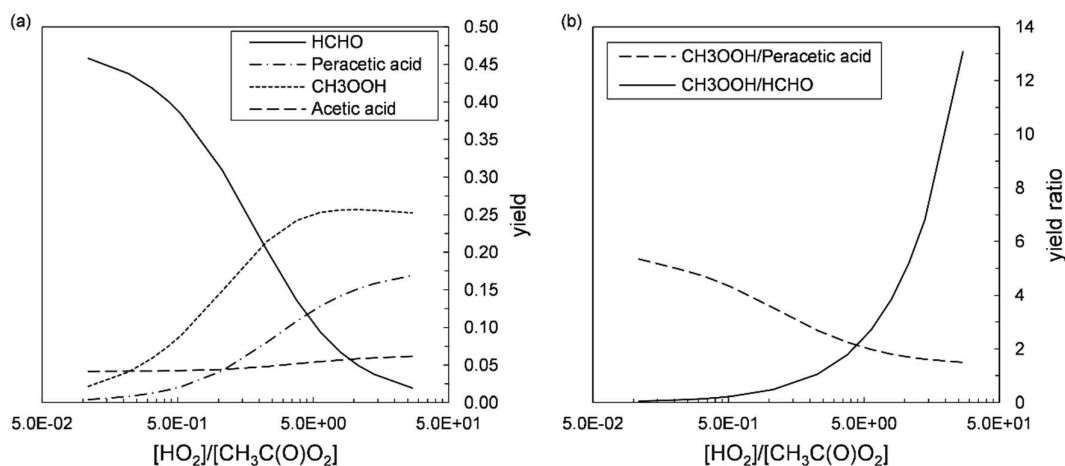 (a)
HCHO
Peracetic acid
CH3OOH
Acetic acid
0.50
0.45
0.40
0.35
0.30
0.25
0.20
0.15
0.10
0.05
0.00
yield
5.0E-02 5.0E-01 5.0E+00 5.0E+01
[HO₂]/[CH₃C(O)O₂]
(b)
CH3OOH/Peracetic acid
CH3OOH/HCHO
14
12
10
8
6
4
2
0
yield ratio
5.0E-02 5.0E-01 5.0E+00 5.0E+01
[HO₂]/[CH₃C(O)O₂]